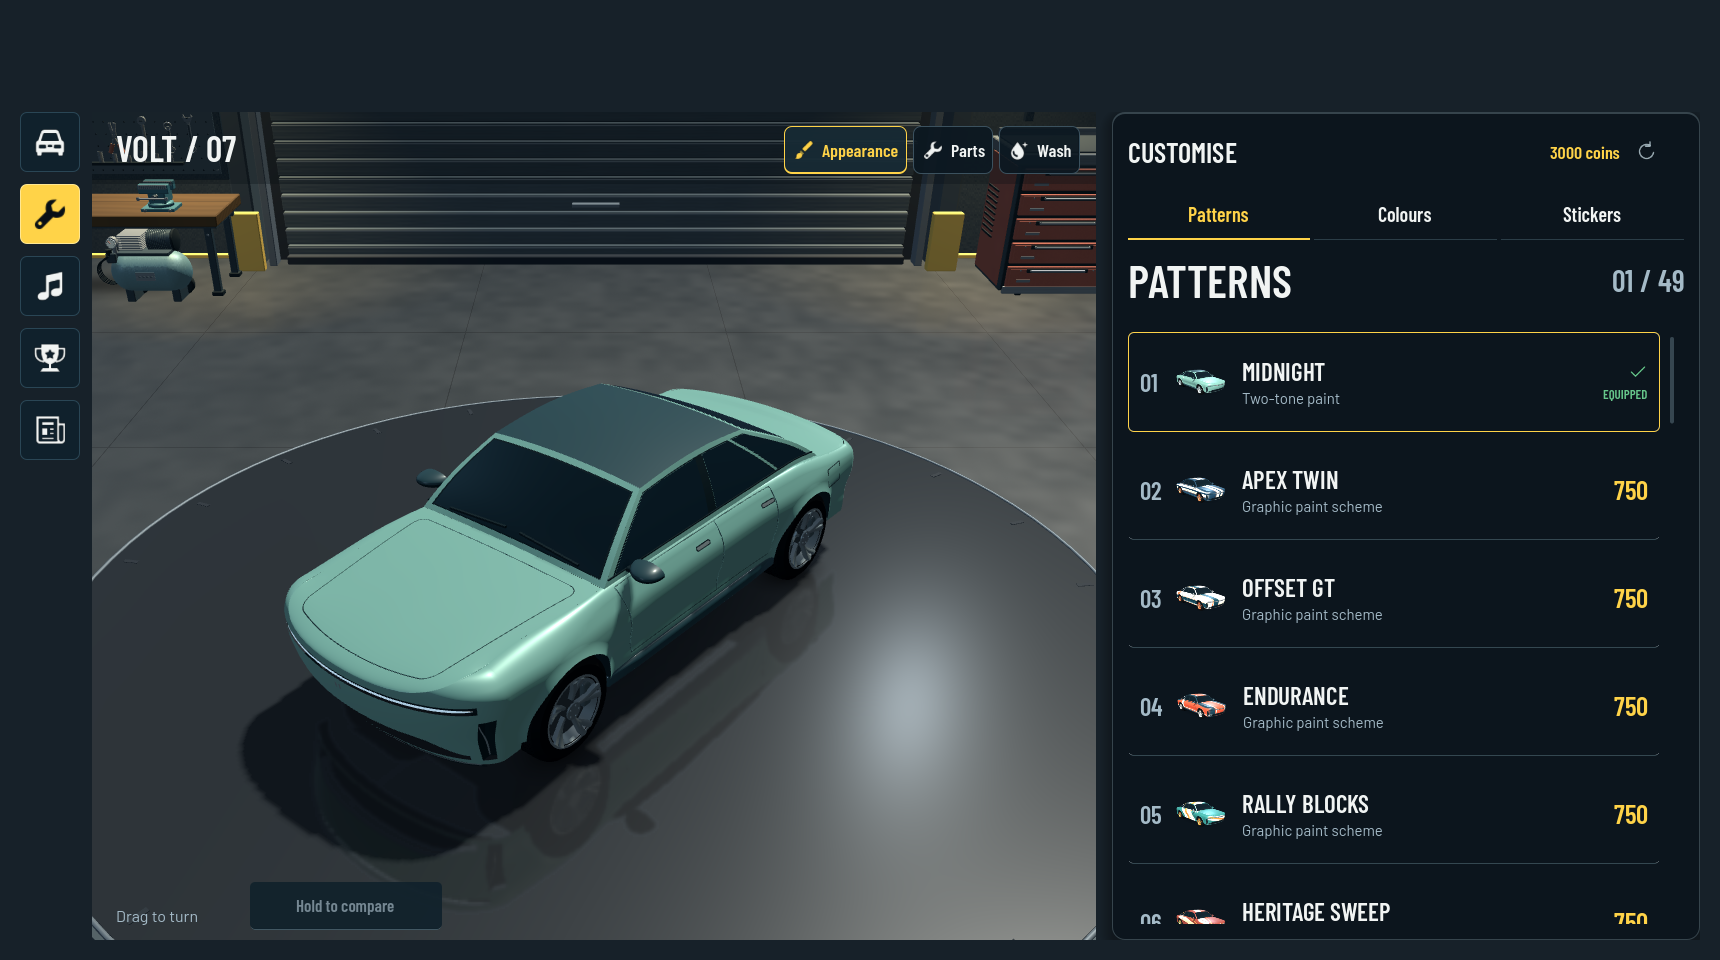 VOLT / 07
Appearance
Parts
Wash
Drag to turn
Hold to compare
CUSTOMISE
3000 coins
Patterns
Colours
Stickers
PATTERNS
01 / 49
01
MIDNIGHT
Two-tone paint
EQUIPPED
02
APEX TWIN
Graphic paint scheme
750
03
OFFSET GT
Graphic paint scheme
750
04
ENDURANCE
Graphic paint scheme
750
05
RALLY BLOCKS
Graphic paint scheme
750
06
HERITAGE SWEEP
750